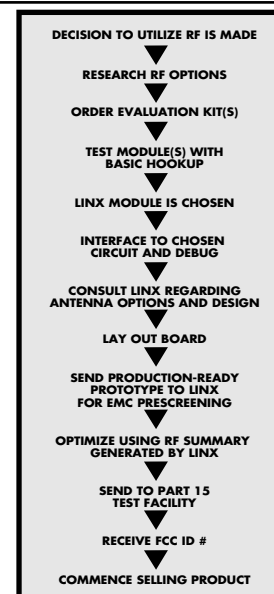 DECISION TO UTILIZE RF IS MADE
RESEARCH RF OPTIONS
ORDER EVALUATION KIT(S)
TEST MODULE(S) WITH
BASIC HOOKUP
LINX MODULE IS CHOSEN
INTERFACE TO CHOSEN
CIRCUIT AND DEBUG
CONSULT LINX REGARDING
ANTENNA OPTIONS AND DESIGN
LAY OUT BOARD
SEND PRODUCTION-READY
PROTOTYPE TO LINX
FOR EMC PRESCREENING
OPTIMIZE USING RF SUMMARY
GENERATED BY LINX
SEND TO PART 15
TEST FACILITY
RECEIVE FCC ID #
COMMENCE SELLING PRODUCT